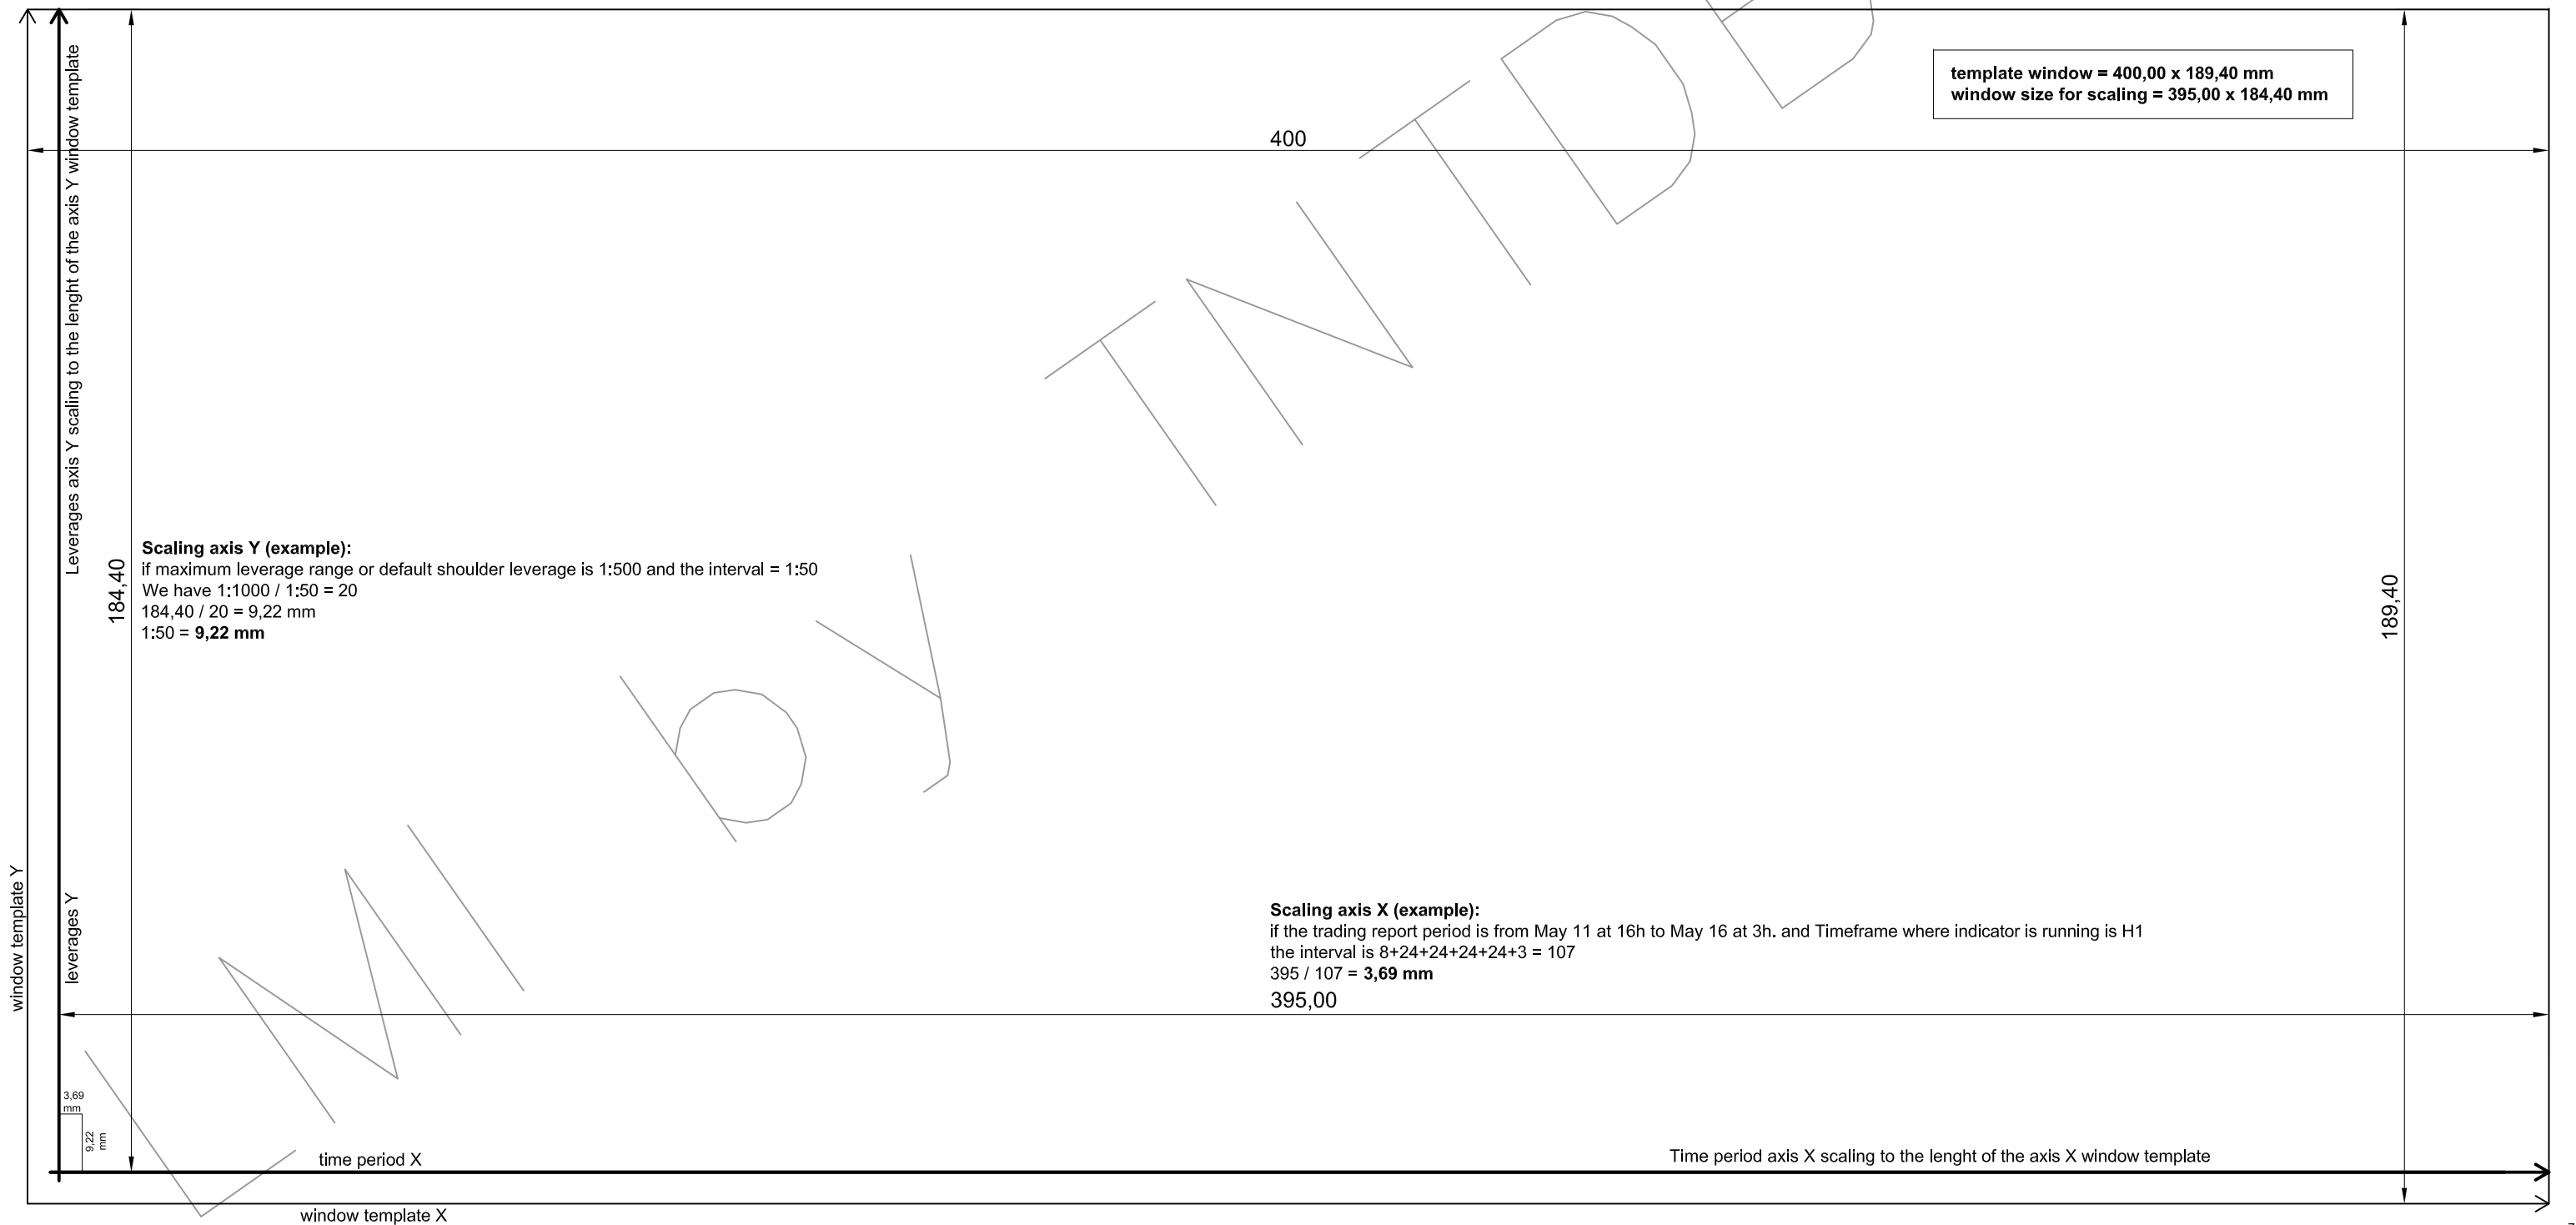 template window = 400,00 x 189,40 mm
window size for scaling = 395,00 x 184,40 mm
400
Leverages axis Y scaling to the lenght of the axis Y window template
Scaling axis Y (example):
if maximum leverage range or default shoulder leverage is 1:500 and the interval = 1:50
We have 1:1000 / 1:50 = 20
184,40 / 20 = 9,22 mm
1:50 = 9,22 mm
184,40
189,40
LMI by TNTDB
window template Y
leverages Y
Scaling axis X (example):
if the trading report period is from May 11 at 16h to May 16 at 3h. and Timeframe where indicator is running is H1
the interval is 8+24+24+24+24+3 = 107
395 / 107 = 3,69 mm
395,00
3,69
mm
9,22
mm
time period X
Time period axis X scaling to the lenght of the axis X window template
window template X